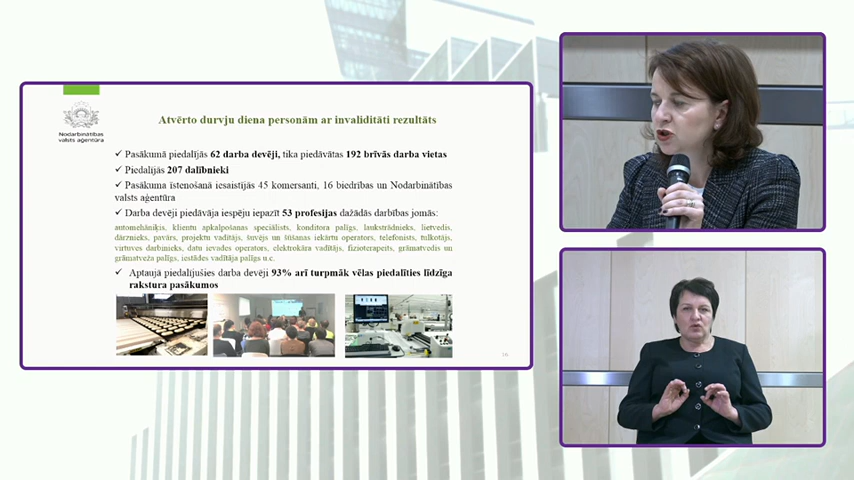 Nodarbinātības
valsts aģentūra
Atvērto durvju diena personām ar invaliditāti rezultāts
✓ Pasākumā piedalījās 62 darba devēji, tika piedāvātas 192 brīvās darba vietas
✓ Piedalījās 207 dalībnieki
✓ Pasākuma īstenošanā iesaistījās 45 komersanti, 16 biedrības un Nodarbinātības
valsts aģentūra
✓ Darba devēji piedāvāja iespēju iepazīt 53 profesijas dažādās darbības jomās:
automehāniķis, klientu apkalpošanas speciālists, konditora palīgs, laukstrādnieks, lietvedis,
dārznieks, pavārs, projektu vadītājs, šuvējs un šūšanas iekārtu operators, telefonists, tulkotājs,
virtuves darbinieks, datu ievades operators, elektrokāra vadītājs, fizioterapeits, grāmatvedis un
grāmatveža palīgs, iestādes vadītāja palīgs u.c.
✓ Aptaujā piedalījušies darba devēji 93% arī turpmāk vēlas piedalīties līdzīga
rakstura pasākumos
16